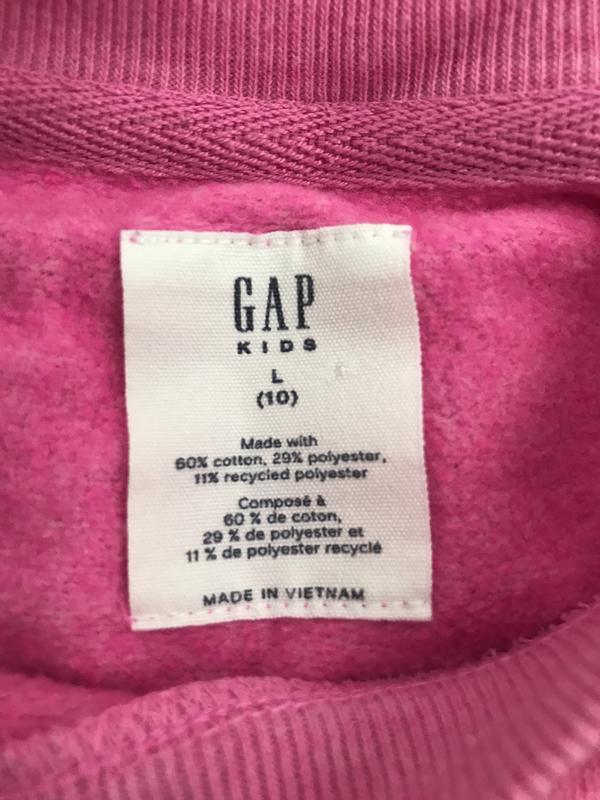 GAP
KIDS
L
(10)
Made with
60% cotton, 29% polyester,
11% recycled polyester
Composé à
60 % de coton,
29 % de polyester et
11 % de polyester recyclé
MADE IN VIETNAM